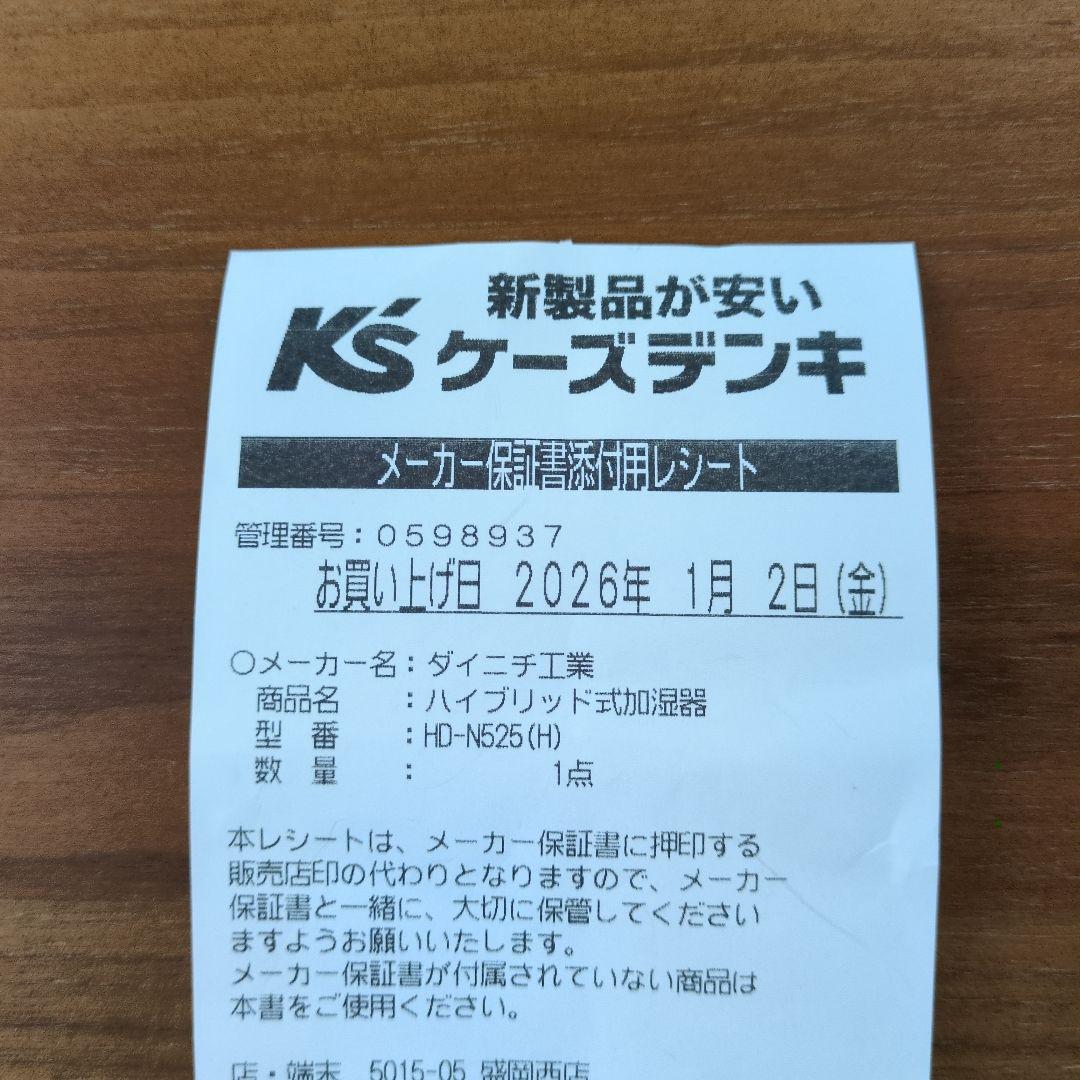 新製品が安い
K'sケーズデンキ
メーカー保証書添付用レシート
管理番号：０５９８９３７
お買い上げ日 ２０２６年 １月 ２日（金）
○メーカー名：ダイニチ工業
商品名 ：ハイブリッド式加湿器
型 番 ：HD-N525(H)
数 量 ： 1点
本レシートは、メーカー保証書に押印する
販売店印の代わりとなりますので、メーカー
保証書と一緒に、大切に保管してください
ますようお願いいたします。
メーカー保証書が付属されていない商品は
本書をご使用ください。
店・端末 5015-05 盛岡西店